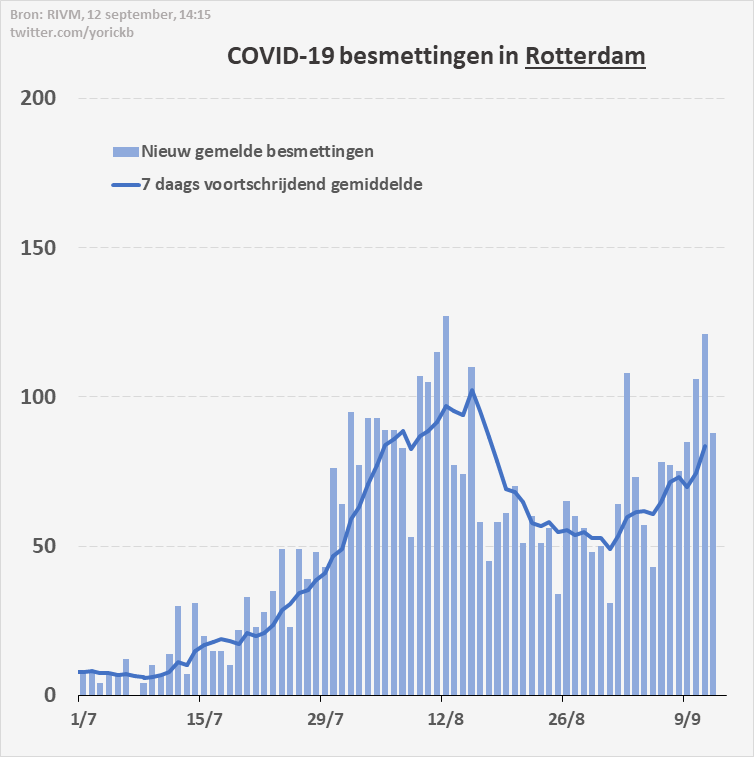 Bron: RIVM, 12 september, 14:15
twitter.com/yorickb
COVID-19 besmettingen in Rotterdam
200
Nieuw gemelde besmettingen
7 daags voortschrijdend gemiddelde
150
100
50
0
1/7 15/7 29/7 12/8 26/8 9/9